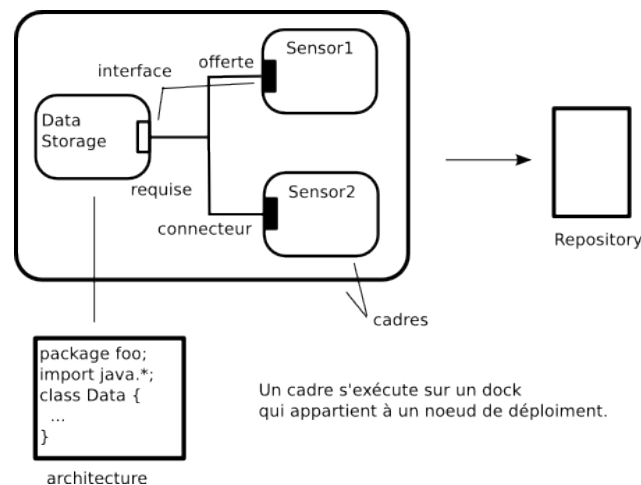 Sensor1
offerte
interface
Data
Storage
requise
Sensor2
connecteur
Repository
cadres
package foo;
import java.*;
class Data {
...
}
architecture
Un cadre s'exécute sur un dock
qui appartient à un noeud de déploiment.